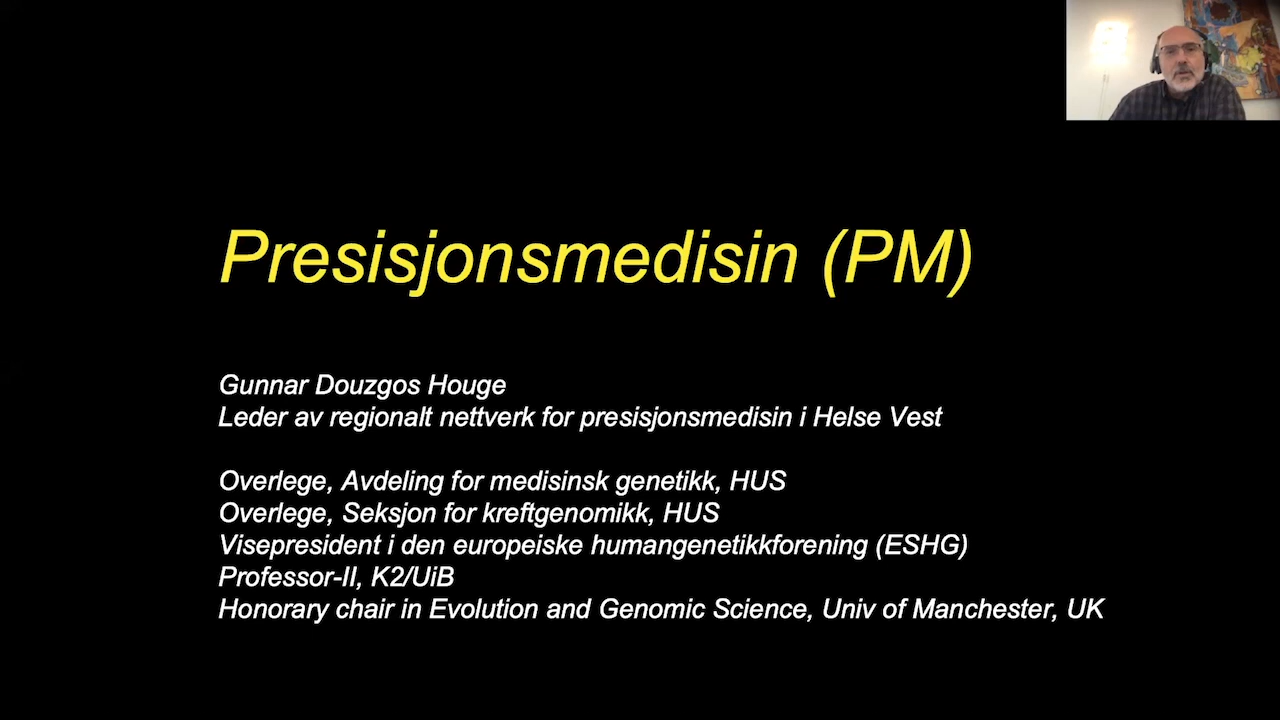 Presisjonsmedisin (PM)
Gunnar Douzgos Houge
Leder av regionalt nettverk for presisjonsmedisin i Helse Vest
Overlege, Avdeling for medisinsk genetikk, HUS
Overlege, Seksjon for kreftgenomikk, HUS
Visepresident i den europeiske humangenetikkforening (ESHG)
Professor-II, K2/UiB
Honorary chair in Evolution and Genomic Science, Univ of Manchester, UK